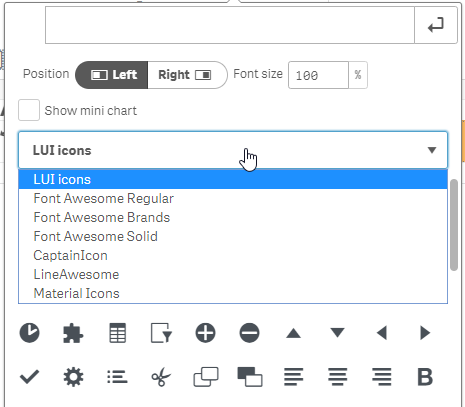 Position Left Right Font size 100 %
Show mini chart
LUI icons
LUI icons
Font Awesome Regular
Font Awesome Brands
Font Awesome Solid
CaptainIcon
LineAwesome
Material Icons
B